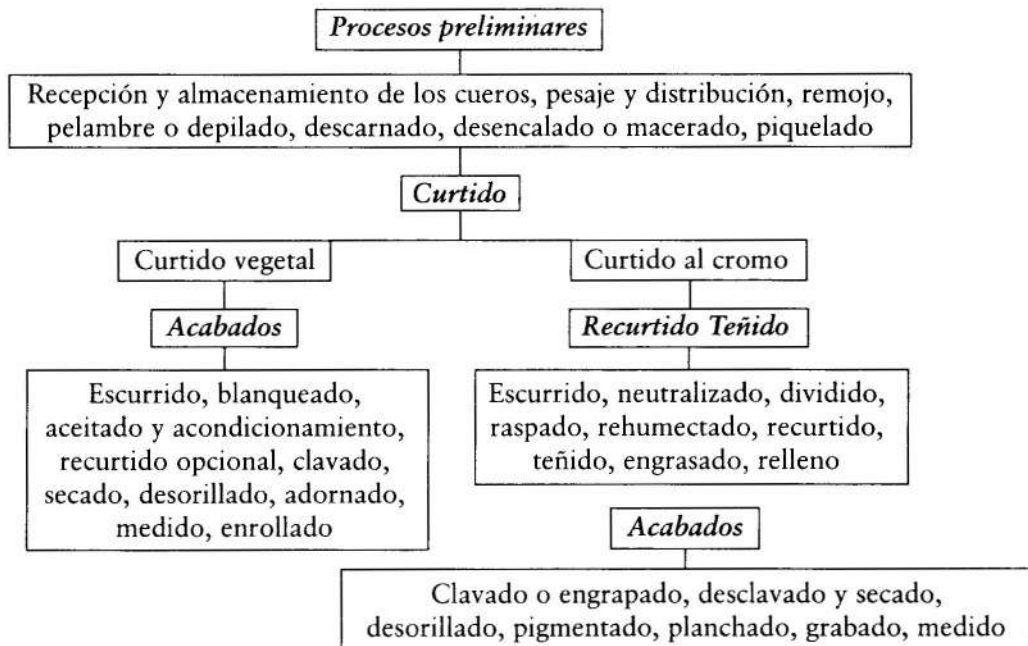 Procesos preliminares
Recepción y almacenamiento de los cueros, pesaje y distribución, remojo,
pelambre o depilado, descarnado, desencalado o macerado, piquelado
Curtido
Curtido vegetal
Acabados
Escurrido, blanqueado,
aceitado y acondicionamiento,
recurtido opcional, clavado,
secado, desorillado, adornado,
medido, enrollado
Curtido al cromo
Recurtido Teñido
Escurrido, neutralizado, dividido,
raspado, rehumectado, recurtido,
teñido, engrasado, relleno
Acabados
Clavado o engrapado, desclavado y secado,
desorillado, pigmentado, planchado, grabado, medido